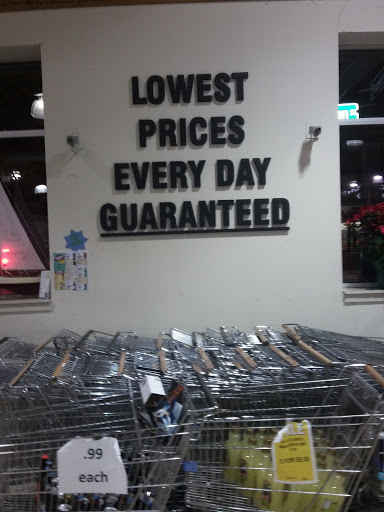 LOWEST
PRICES
EVERY DAY
GUARANTEED
.99
each